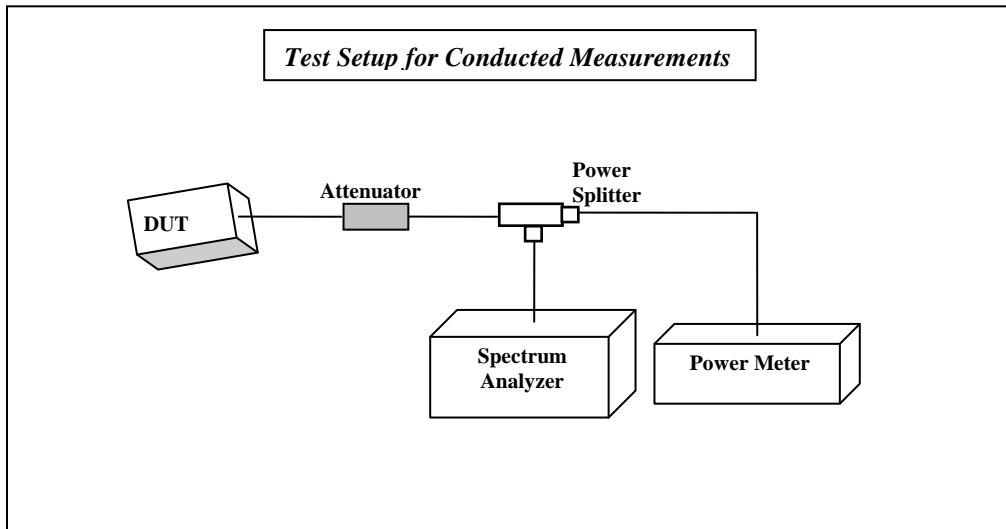 Test Setup for Conducted Measurements
Power
Splitter
Attenuator
DUT
Spectrum
Analyzer
Power Meter